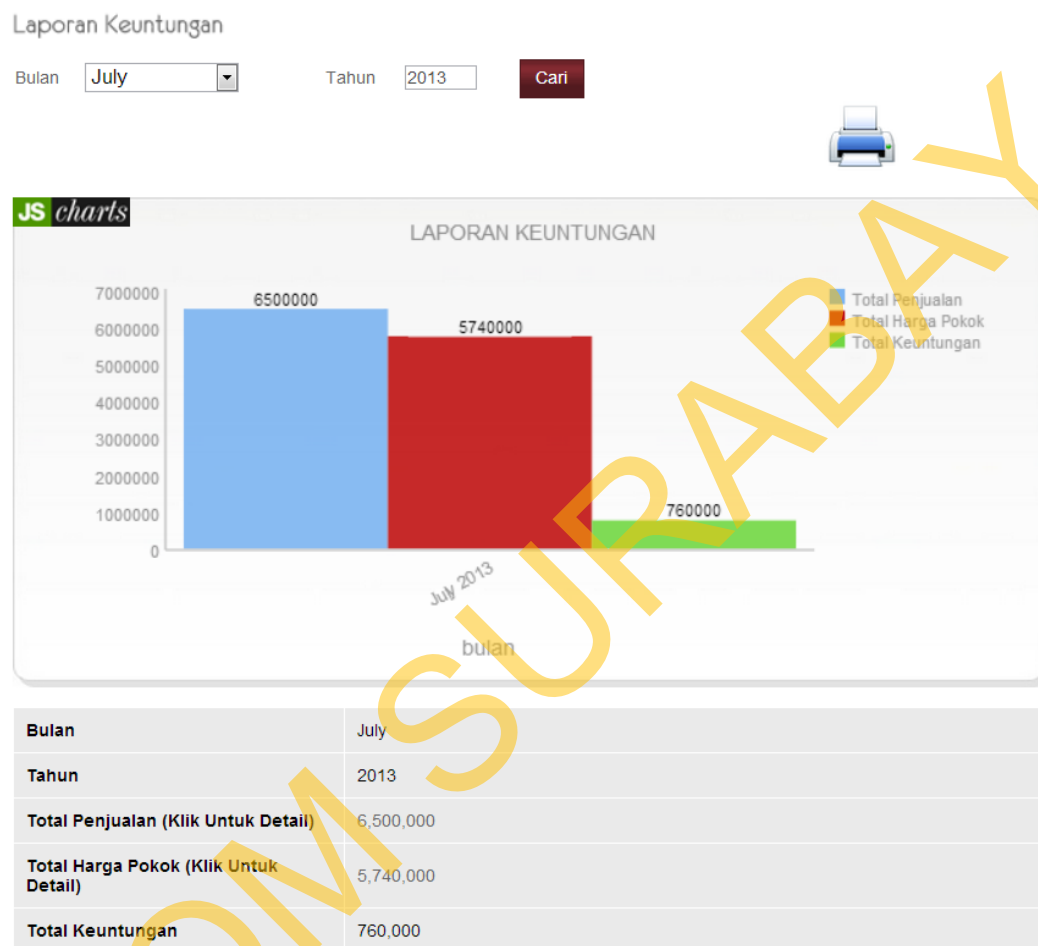 Laporan Keuntungan
Bulan July Tahun 2013 Cari
JS charts
LAPORAN KEUNTUNGAN
7000000
6000000
5000000
4000000
3000000
2000000
1000000
0
6500000
5740000
760000
Total Penjualan
Total Harga Pokok
Total Keuntungan
July 2013
bulan
Bulan July
Tahun 2013
Total Penjualan (Klik Untuk Detail) 6,500,000
Total Harga Pokok (Klik Untuk
Detail) 5,740,000
Total Keuntungan 760,000
OM SURABAY